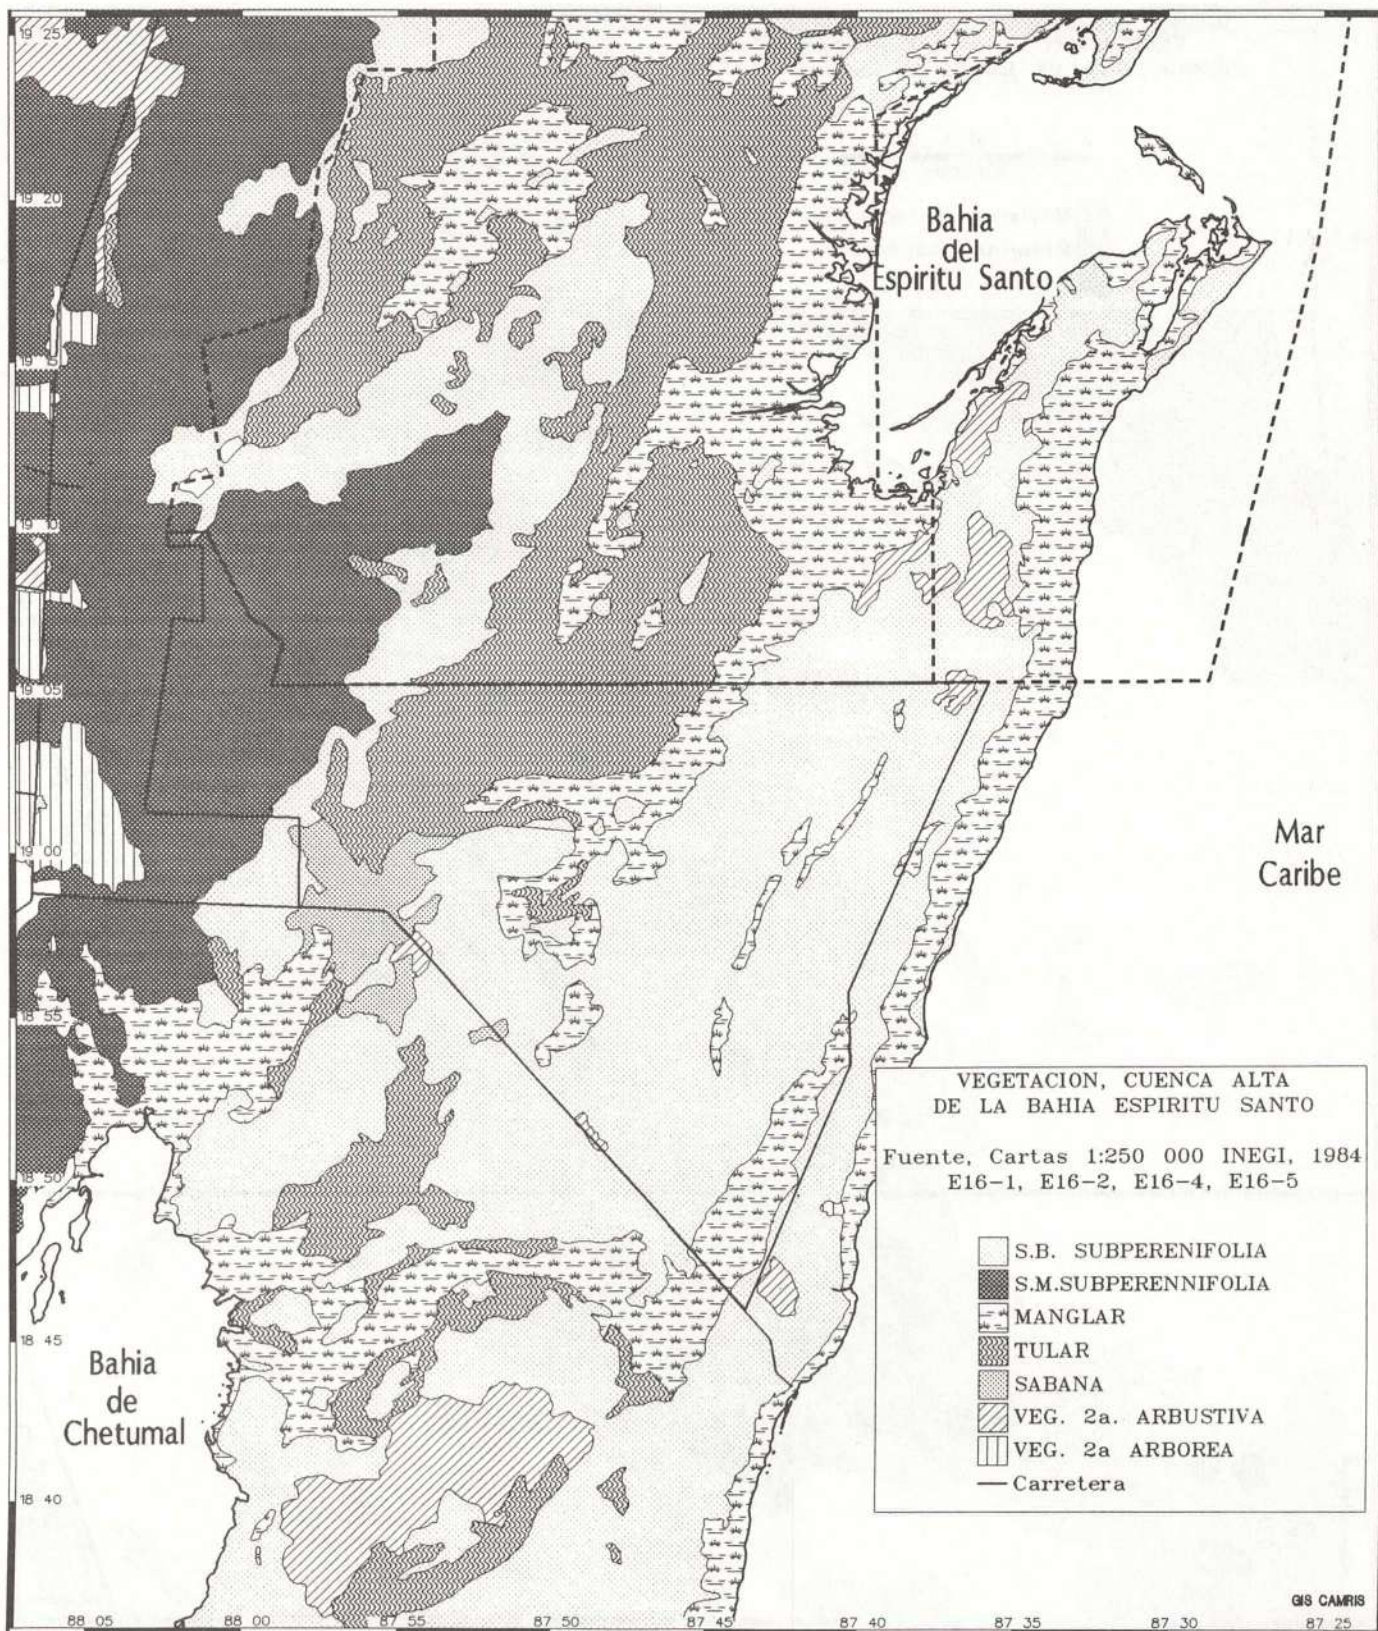 19 25
19 20
Bahia
del
Espiritu Santo
19 15
19 10
19 05
19 00
Mar
Caribe
18 55
VEGETACION, CUENCA ALTA
DE LA BAHIA ESPIRITU SANTO
Fuente, Cartas 1:250 000 INEGI, 1984
E16-1, E16-2, E16-4, E16-5
18 50
S.B. SUBPERENIFOLIA
S.M.SUBPERENNIFOLIA
MANGLAR
TULAR
SABANA
VEG. 2a. ARBUSTIVA
VEG. 2a ARBOREA
Carretera
18 45
Bahia
de
Chetumal
18 40
GIS CAMRIS
88 05 88 00 87 55 87 50 87 45 87 40 87 35 87 30 87 25